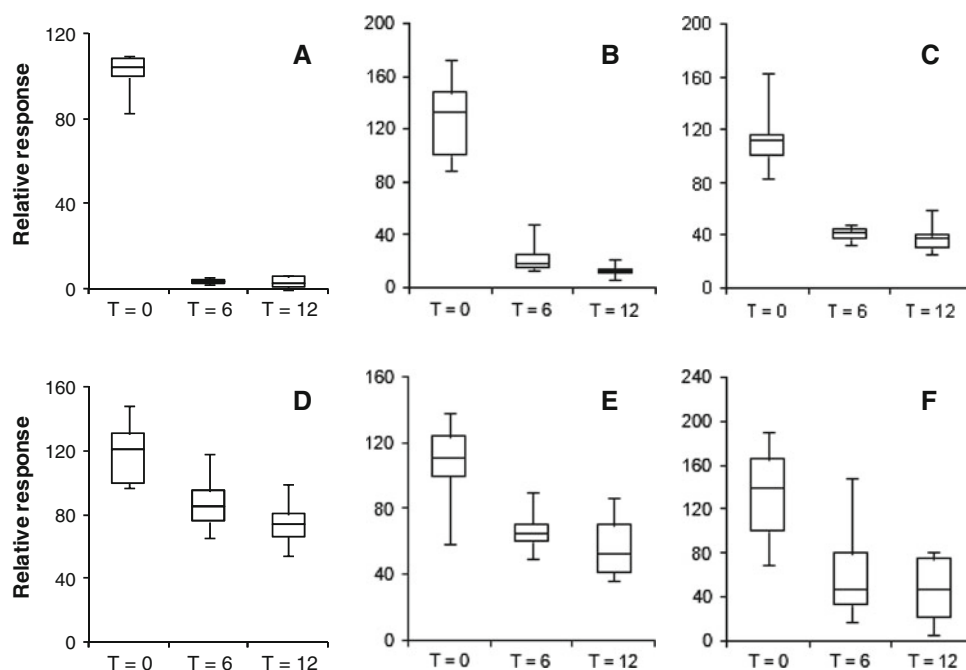 A
Relative response
120
80
40
0
T = 0 T = 6 T = 12
B
200
160
120
80
40
0
T = 0 T = 6 T = 12
C
200
160
120
80
40
0
T = 0 T = 6 T = 12
D
Relative response
160
120
80
40
0
T = 0 T = 6 T = 12
E
160
120
80
40
0
T = 0 T = 6 T = 12
F
240
200
160
120
80
40
0
T = 0 T = 6 T = 12